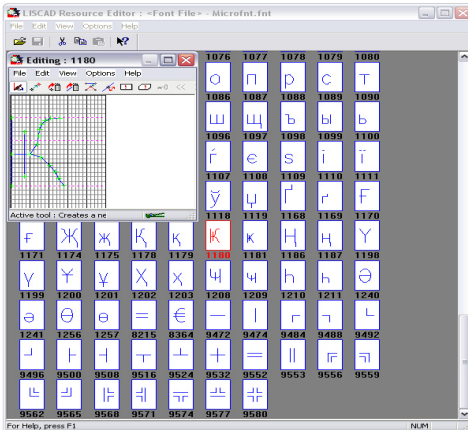 LISCAD Resource Editor : <Font File> - Microfnt.fnt
File Edit View Options Help
Editing : 1180
File Edit View Options Help
Active tool : Creates a ne
1076 1077 1078 1079 1080
о п р с т
1086 1087 1088 1089 1090
ш щ ъ ы ь
1096 1097 1098 1099 1100
ѓ є ѕ і ї
1107 1108 1109 1110 1111
ў џ Ґ ґ Ғ
1118 1119 1168 1169 1170
ғ Җ җ Қ қ Ҝ ҝ Ң ң Ү
1171 1174 1175 1178 1179 1180 1181 1186 1187 1198
ү Ұ ұ Ҳ ҳ Ҹ ҹ Һ һ Ә
1199 1200 1201 1202 1203 1208 1209 1210 1211 1240
ә Ө ө ‗ € ─ │ ┌ ┐ └
1241 1256 1257 8215 8364 9472 9474 9484 9488 9492
┘ ├ ┤ ┬ ┴ ┼ ═ ║ ╔ ╗
9496 9500 9508 9516 9524 9532 9552 9553 9556 9559
╚ ╝ ╠ ╣ ╦ ╩ ╬
9562 9565 9568 9571 9574 9577 9580
For Help, press F1 NUM